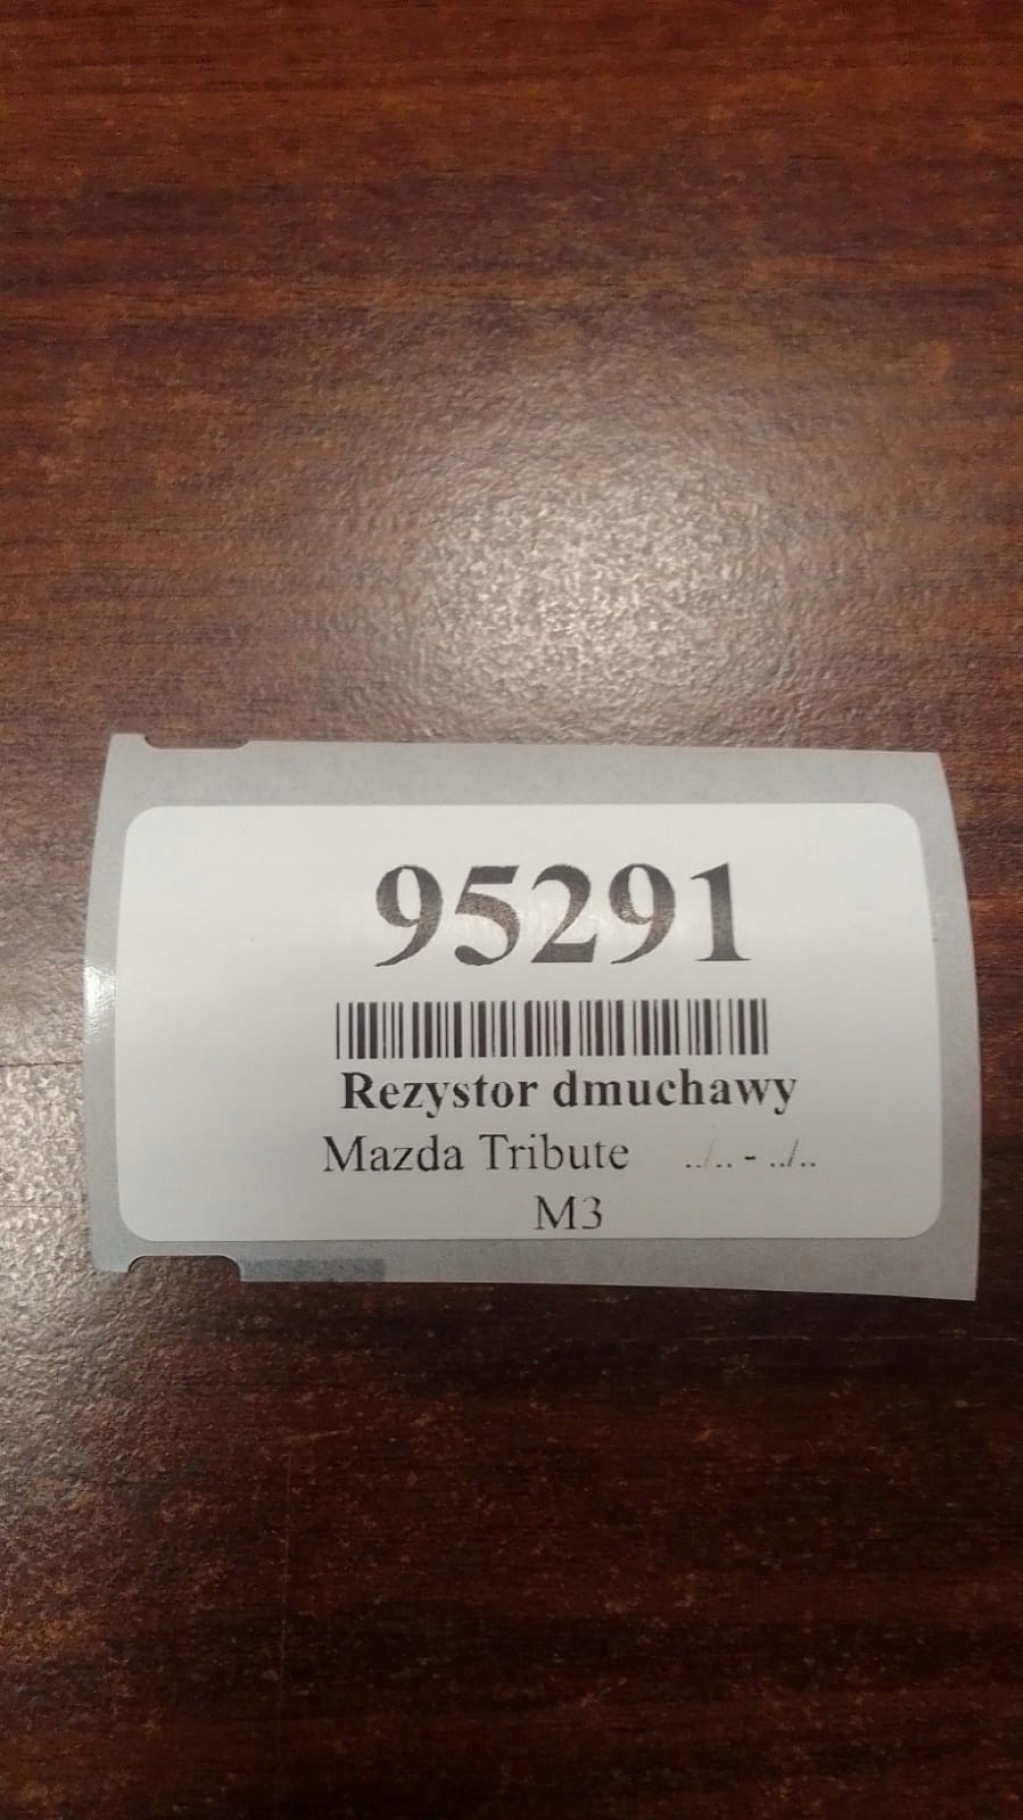 95291
Rezystor dmuchawy
Mazda Tribute ../.. - ../..
M3